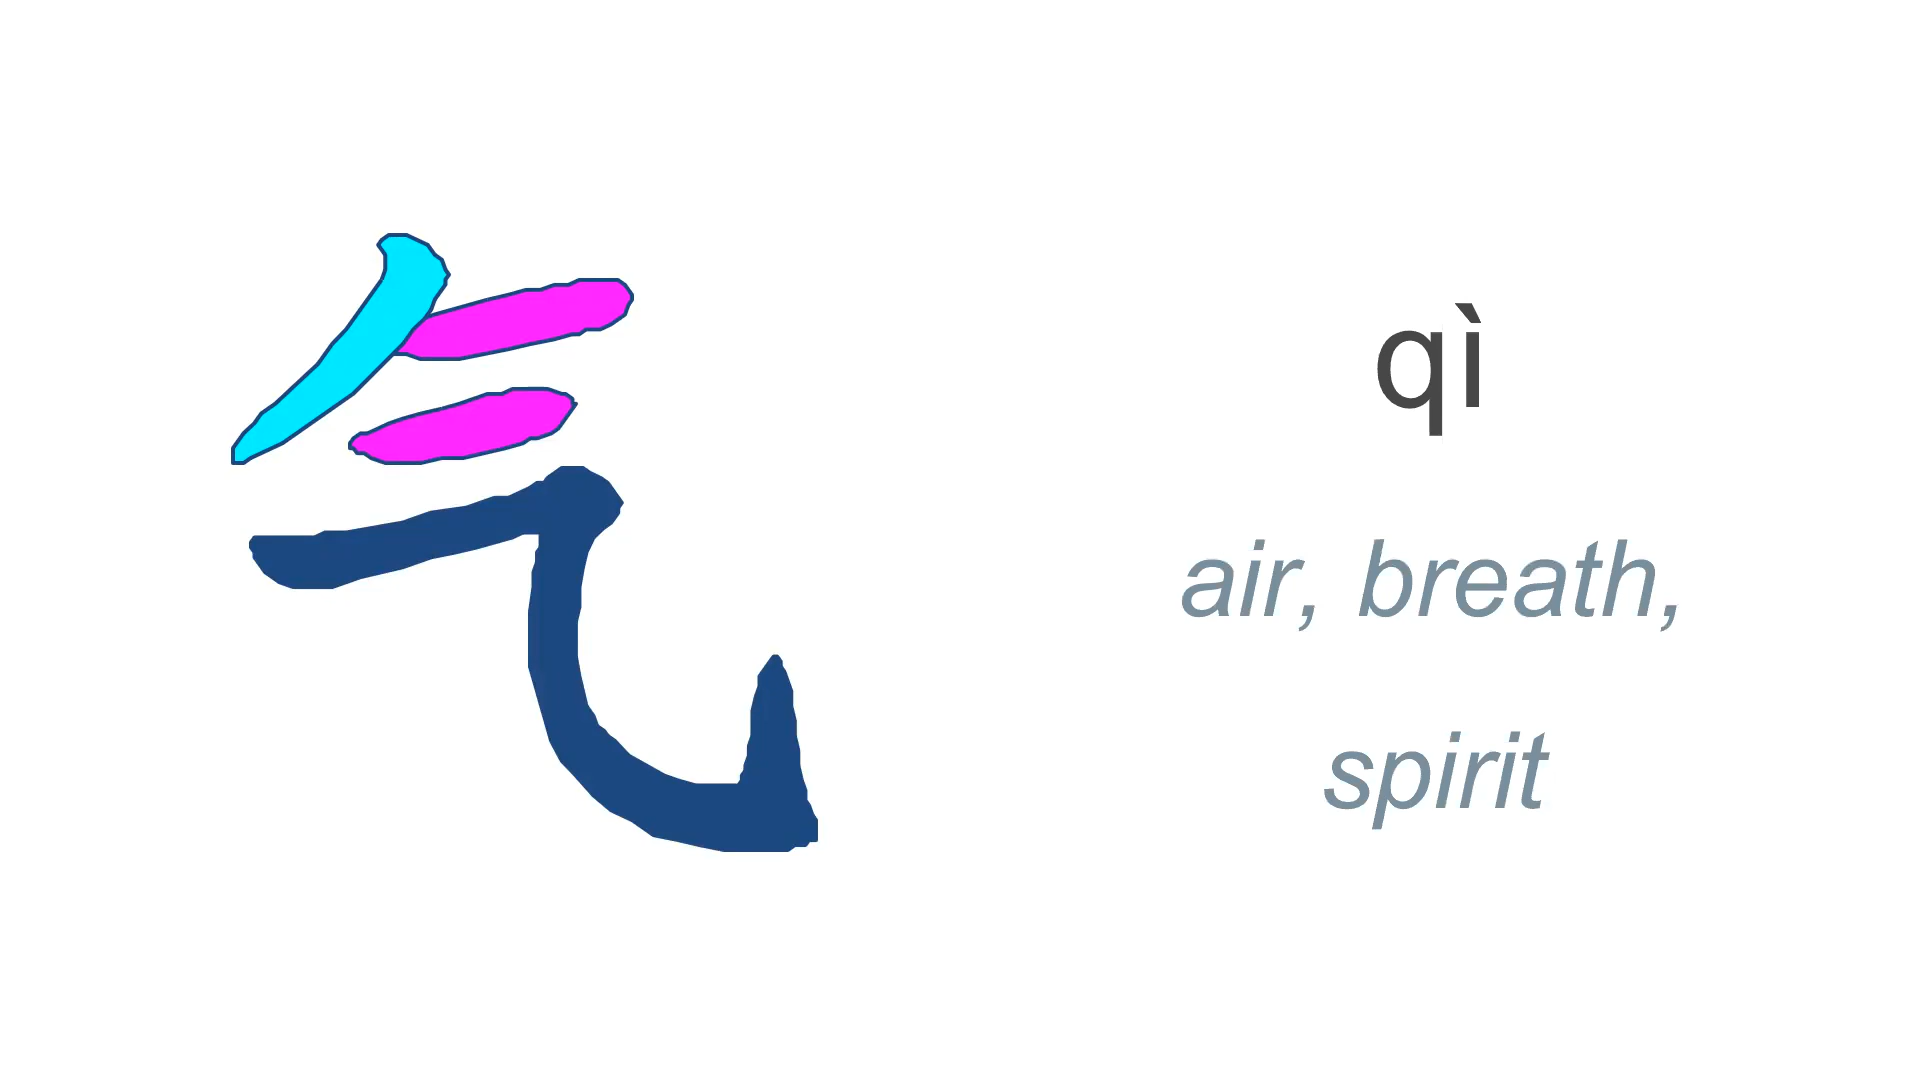 气
qì
air, breath,
spirit